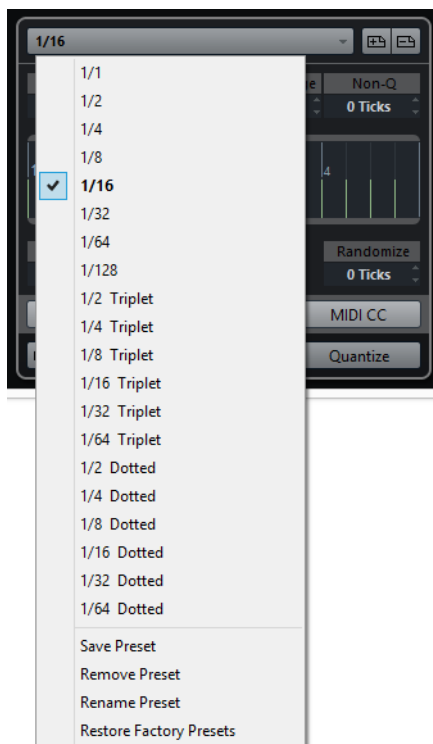 1/16
Non-Q
0 Ticks
4
Randomize
0 Ticks
MIDI CC
Quantize
1/1
1/2
1/4
1/8
1/16
1/32
1/64
1/128
1/2 Triplet
1/4 Triplet
1/8 Triplet
1/16 Triplet
1/32 Triplet
1/64 Triplet
1/2 Dotted
1/4 Dotted
1/8 Dotted
1/16 Dotted
1/32 Dotted
1/64 Dotted
Save Preset
Remove Preset
Rename Preset
Restore Factory Presets